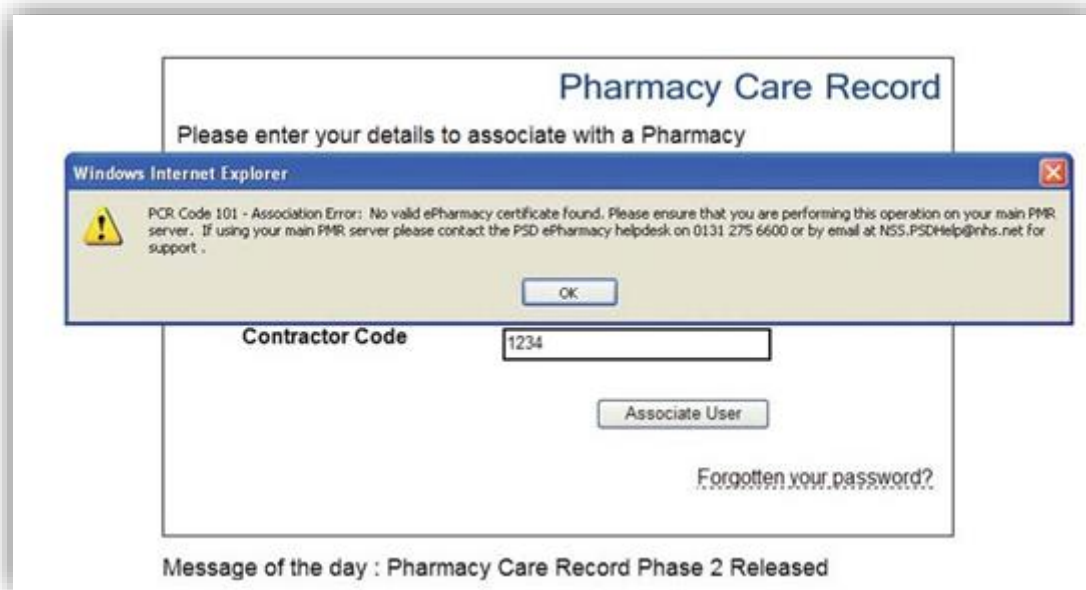 Pharmacy Care Record
Please enter your details to associate with a Pharmacy
Windows Internet Explorer
PCR Code 101 - Association Error: No valid ePharmacy certificate found. Please ensure that you are performing this operation on your main PMR
server. If using your main PMR server please contact the PSD ePharmacy helpdesk on 0131 275 6600 or by email at NSS.PSDHelp@nhs.net for
support .
OK
Contractor Code 1234
Associate User
Forgotten your password?
Message of the day : Pharmacy Care Record Phase 2 Released